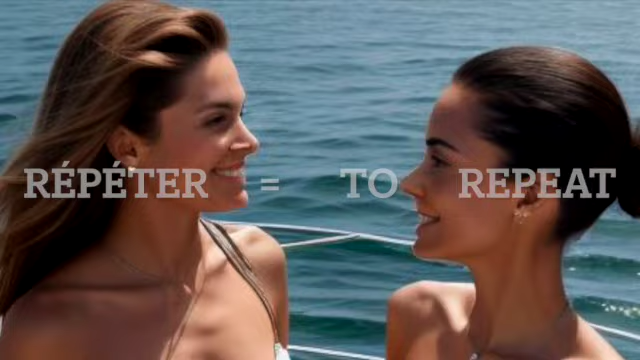 RÉPÉTER = TO REPEAT